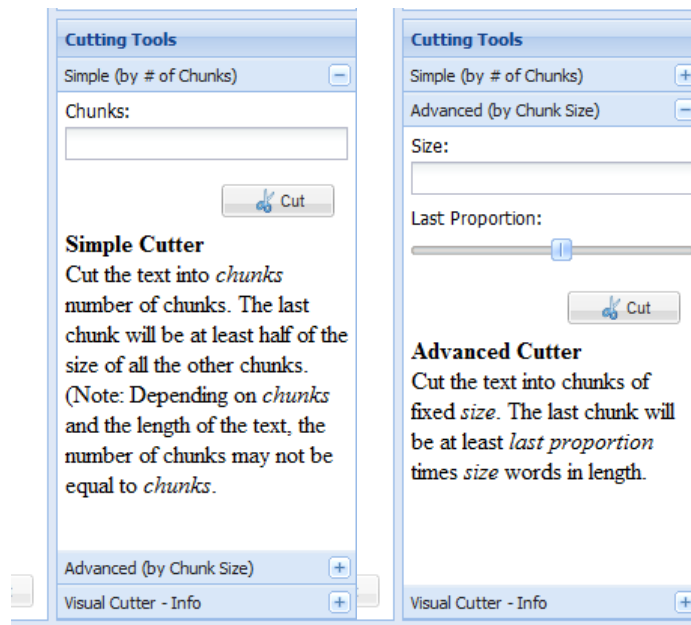 Cutting Tools
Simple (by # of Chunks)
Chunks:
Cut
Simple Cutter
Cut the text into chunks
number of chunks. The last
chunk will be at least half of the
size of all the other chunks.
(Note: Depending on chunks
and the length of the text, the
number of chunks may not be
equal to chunks.
Advanced (by Chunk Size)
Visual Cutter - Info
Cutting Tools
Simple (by # of Chunks)
Advanced (by Chunk Size)
Size:
Last Proportion:
Cut
Advanced Cutter
Cut the text into chunks of
fixed size. The last chunk will
be at least last proportion
times size words in length.
Visual Cutter - Info